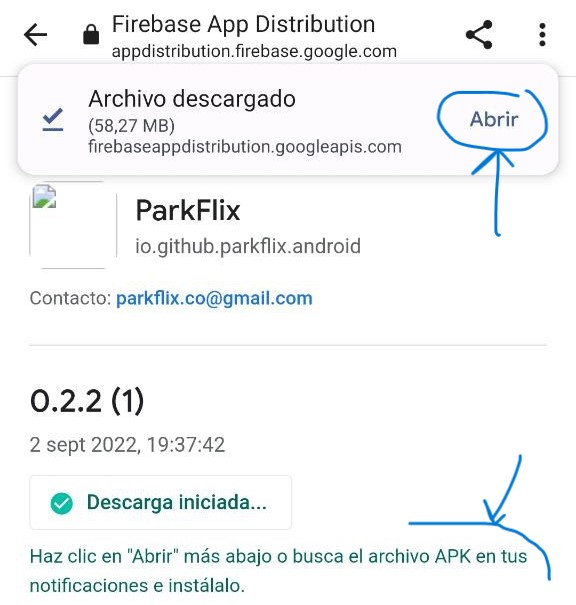 Firebase App Distribution
appdistribution.firebase.google.com
Archivo descargado
(58,27 MB)
firebaseappdistribution.googleapis.com
Abrir
ParkFlix
io.github.parkflix.android
Contacto: parkflix.co@gmail.com
0.2.2 (1)
2 sept 2022, 19:37:42
Descarga iniciada...
Haz clic en "Abrir" más abajo o busca el archivo APK en tus
notificaciones e instálalo.